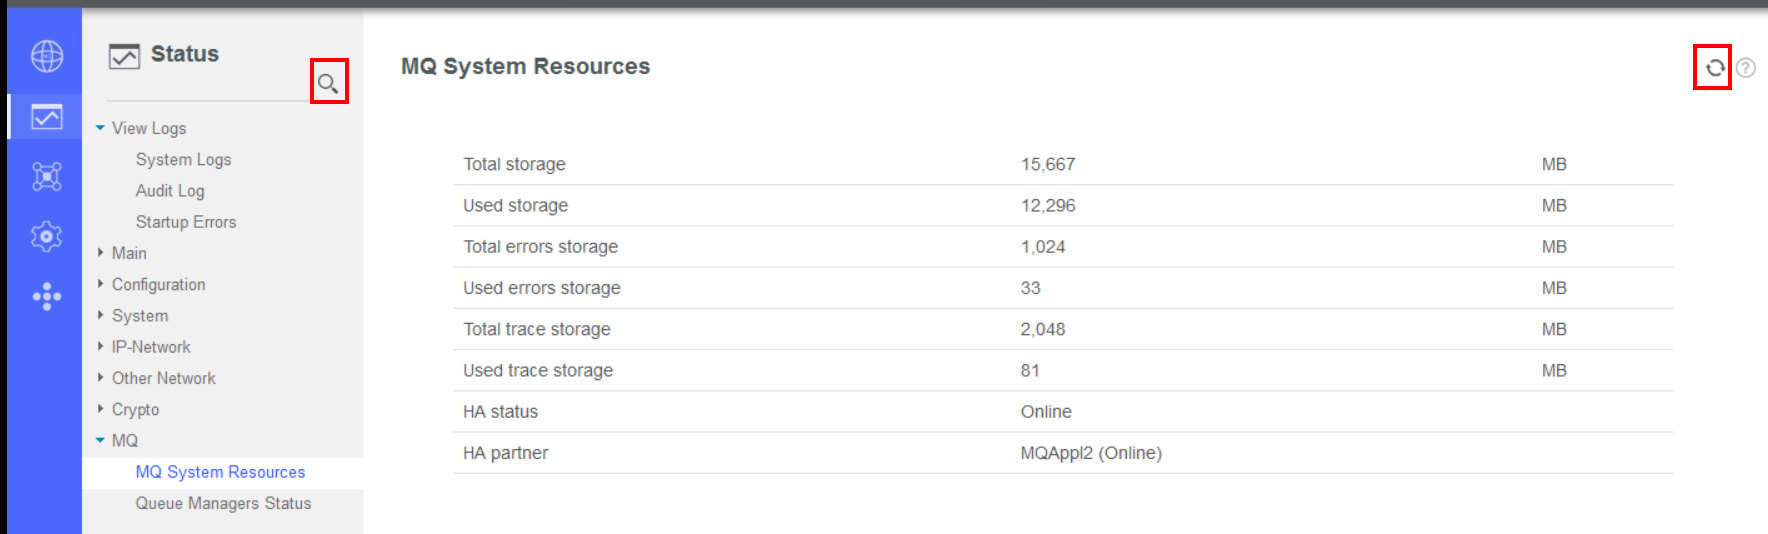 Status
View Logs
System Logs
Audit Log
Startup Errors
Main
Configuration
System
IP-Network
Other Network
Crypto
MQ
MQ System Resources
Queue Managers Status
MQ System Resources
?
Total storage 15,667 MB
Used storage 12,296 MB
Total errors storage 1,024 MB
Used errors storage 33 MB
Total trace storage 2,048 MB
Used trace storage 81 MB
HA status Online
HA partner MQAppl2 (Online)